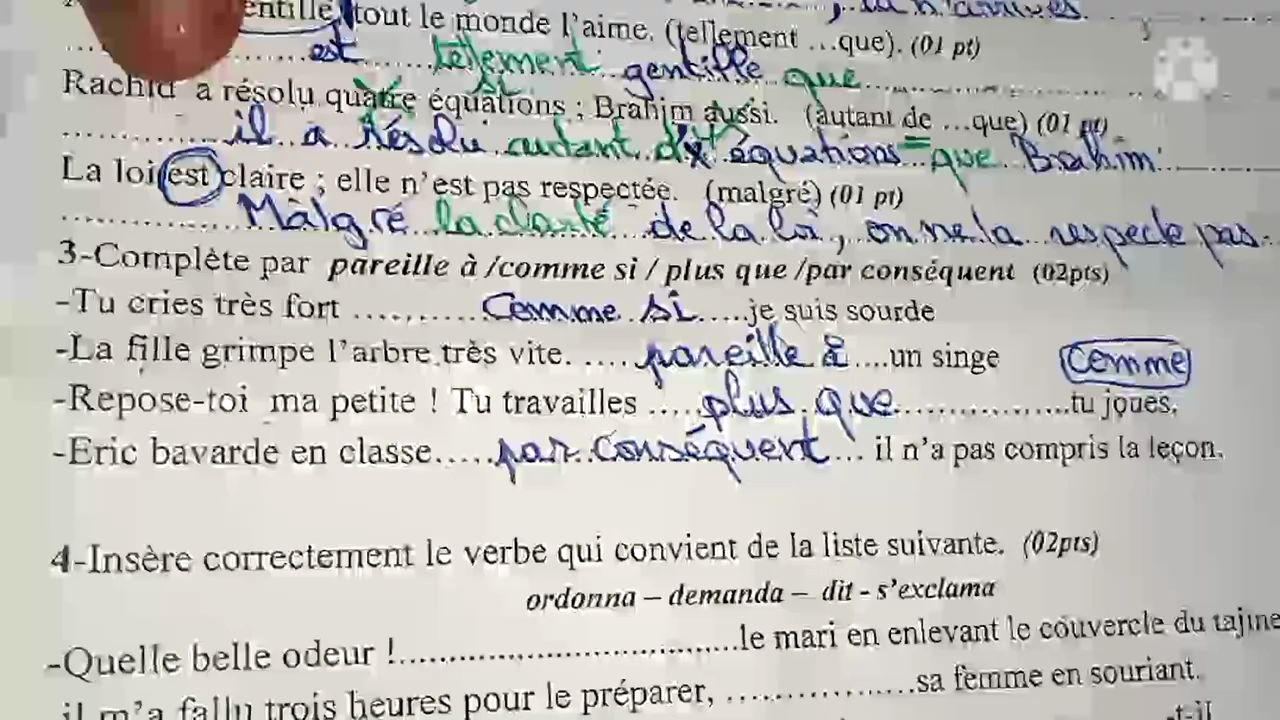 entille, tout le monde l'aime. (tellement ...que). (01 pt)
est tellement gentille que
si
Rachid a résolu quatre équations ; Brahim aussi. (autant de ...que) (01 pt)
il a résolu autant d'équations que Brahim
La loi est claire ; elle n'est pas respectée. (malgré) (01 pt)
Malgré la clarté de la loi, on ne la respecte pas.
3-Complète par pareille à /comme si / plus que /par conséquent (02pts)
-Tu cries très fort .......... Comme si .....je suis sourde
-La fille grimpe l'arbre très vite. ..... pareille à ....un singe Comme
-Repose-toi ma petite ! Tu travailles .....plus que.................tu joues.
-Eric bavarde en classe.....par Conséquent... il n'a pas compris la leçon.
4-Insère correctement le verbe qui convient de la liste suivante. (02pts)
ordonna – demanda – dit - s'exclama
-Quelle belle odeur !...................................le mari en enlevant le couvercle du tajine
il m'a fallu trois heures pour le préparer, ..................sa femme en souriant.
-t-il